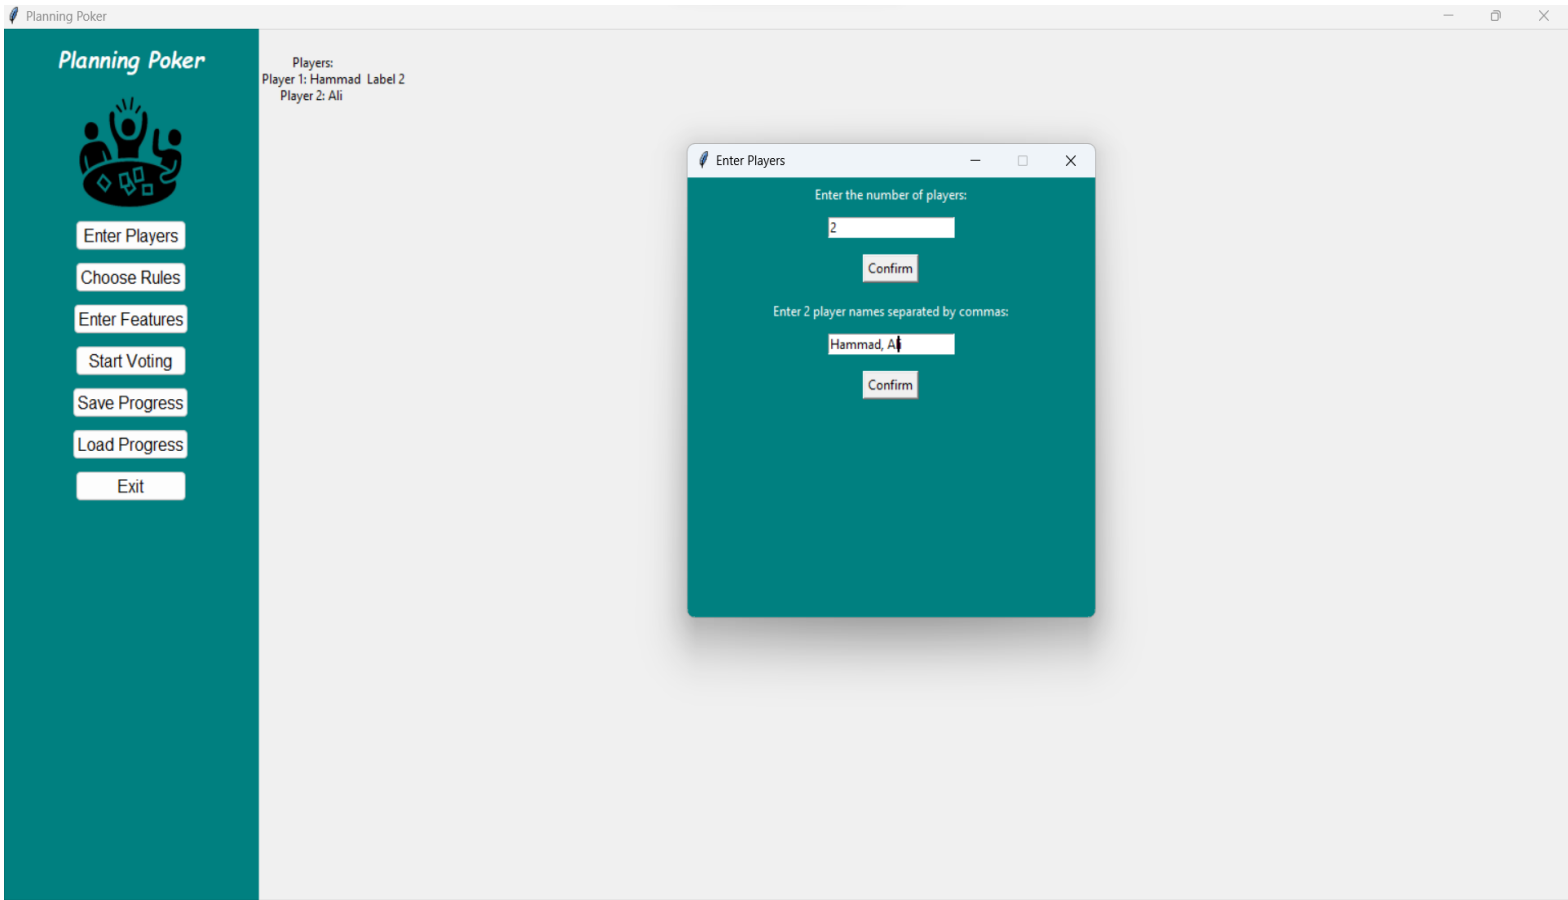 Planning Poker
Planning Poker
Players:
Player 1: Hammad Label 2
Player 2: Ali
Enter Players
Choose Rules
Enter Features
Start Voting
Save Progress
Load Progress
Exit
Enter Players
Enter the number of players:
2
Confirm
Enter 2 player names separated by commas:
Hammad, Ali
Confirm